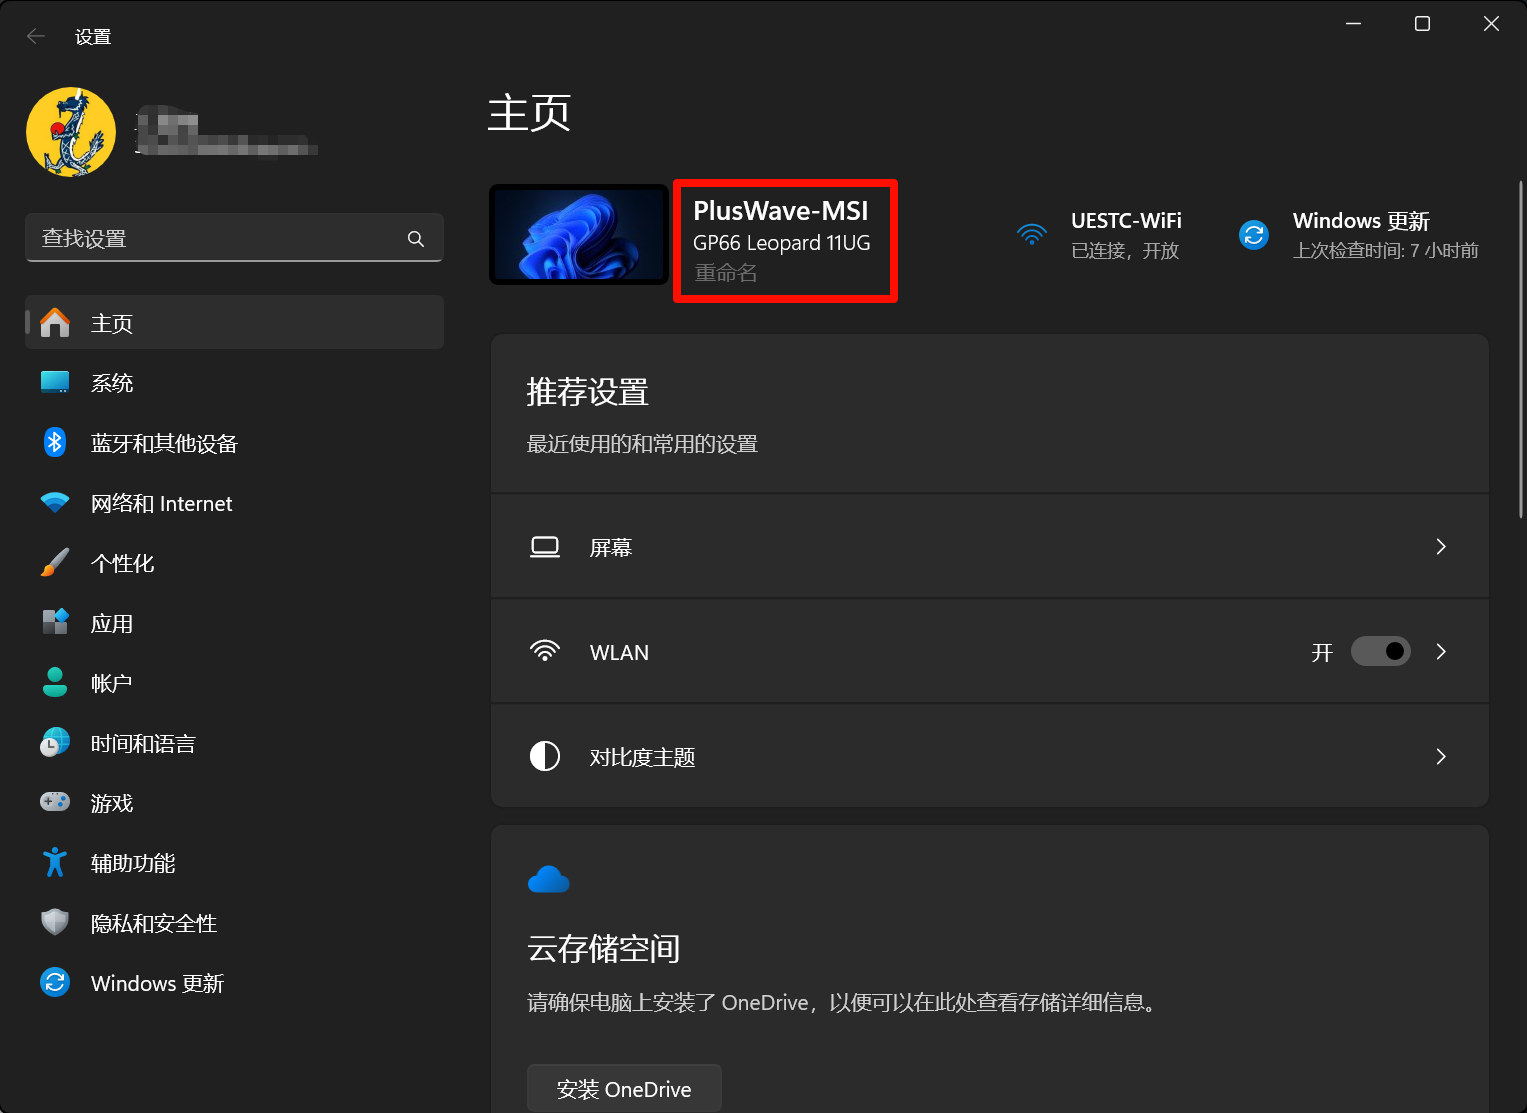 设置
查找设置
主页
系统
蓝牙和其他设备
网络和 Internet
个性化
应用
帐户
时间和语言
游戏
辅助功能
隐私和安全性
Windows 更新
主页
PlusWave-MSI
GP66 Leopard 11UG
重命名
UESTC-WiFi
已连接，开放
Windows 更新
上次检查时间: 7 小时前
推荐设置
最近使用的和常用的设置
屏幕
WLAN
开
对比度主题
云存储空间
请确保电脑上安装了 OneDrive，以便可以在此处查看存储详细信息。
安装 OneDrive